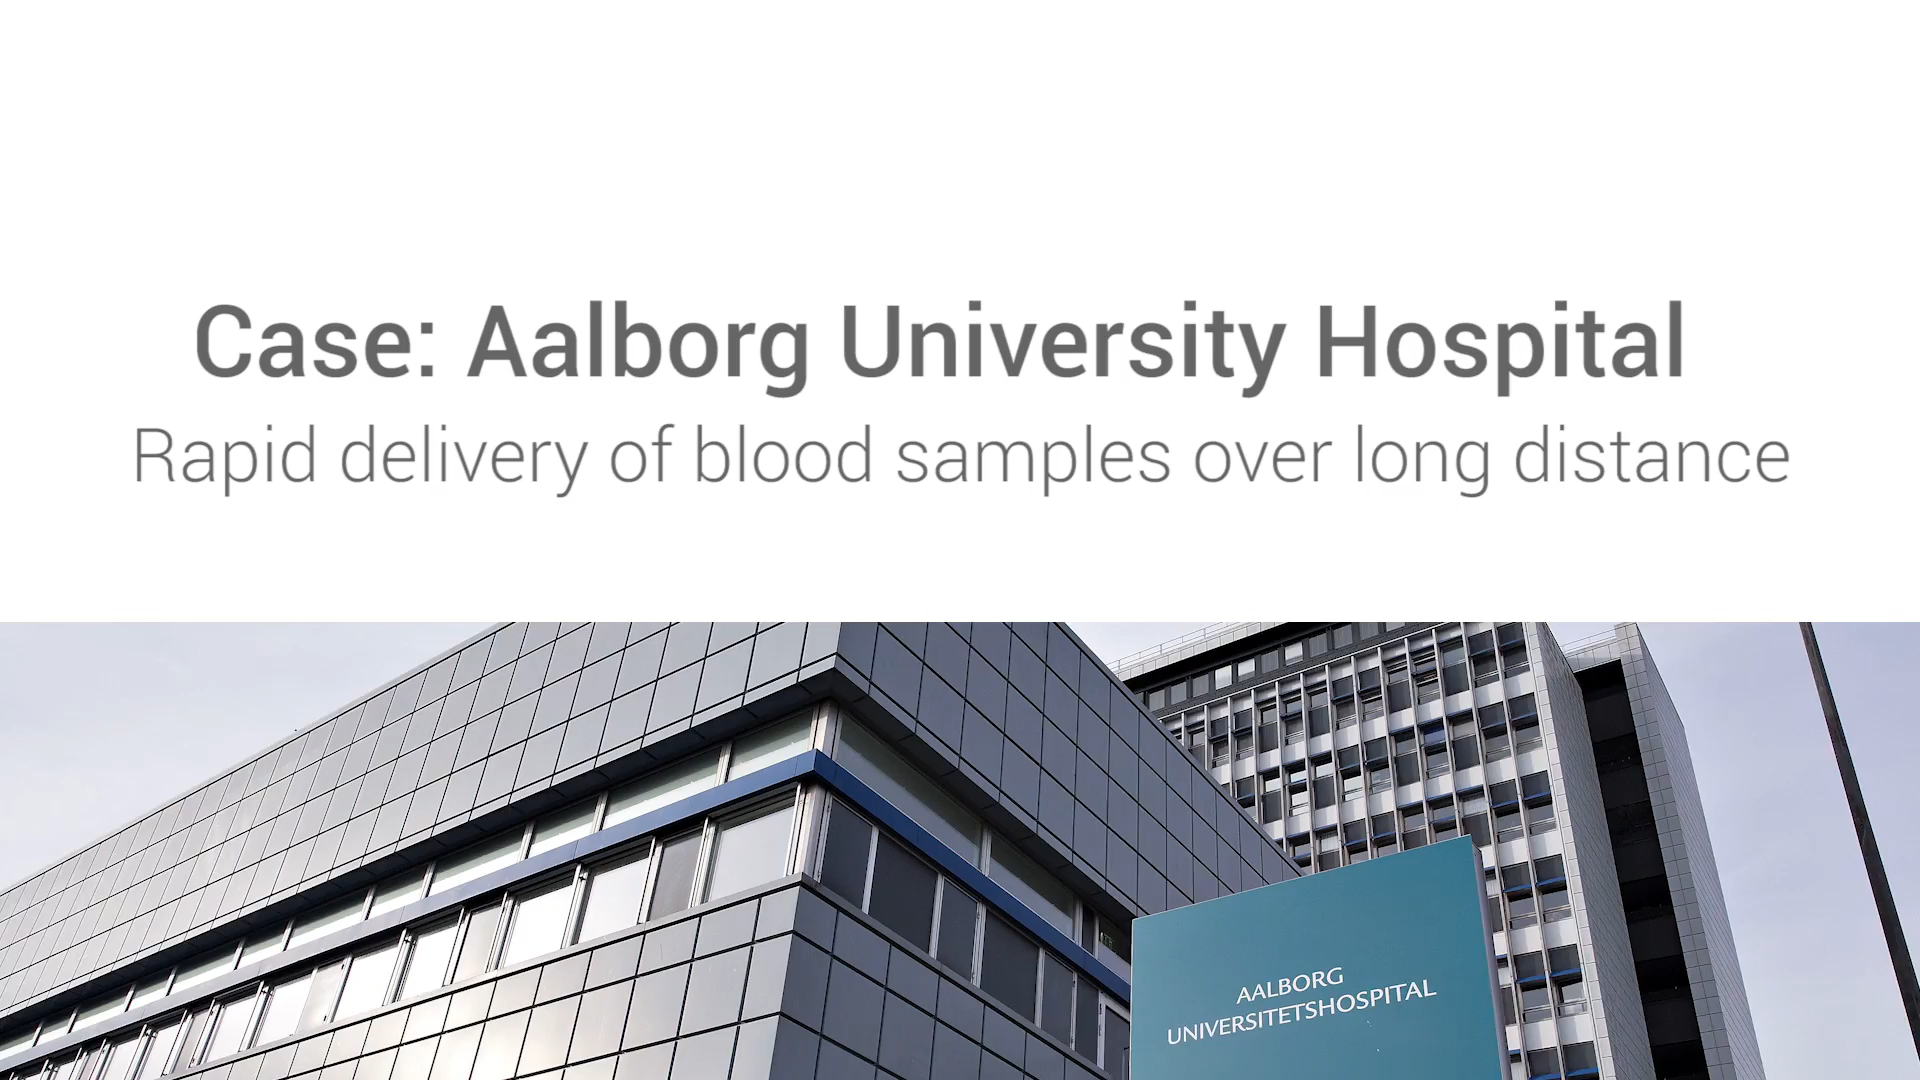 Case: Aalborg University Hospital
Rapid delivery of blood samples over long distance
AALBORG
UNIVERSITETSHOSPITAL